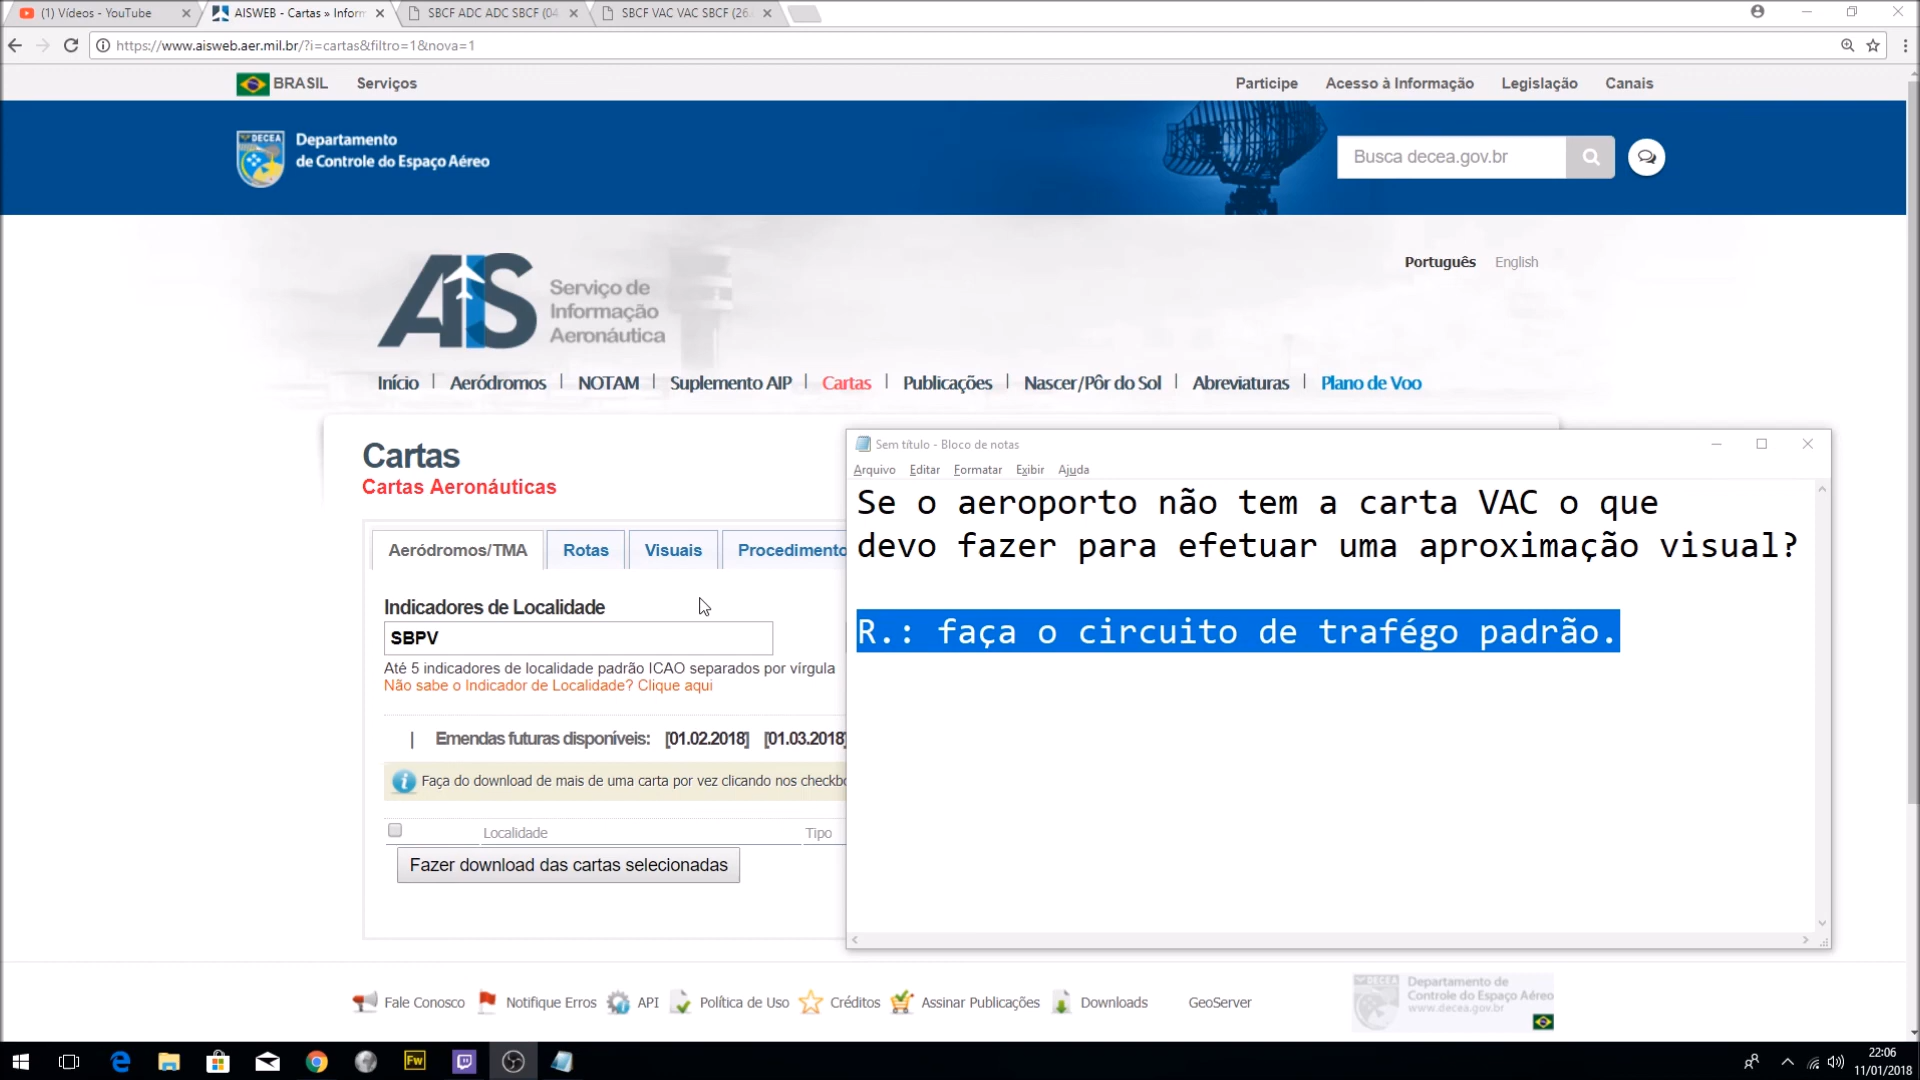 (1) Vídeos - YouTube
AISWEB - Cartas » Inforn
SBCF ADC ADC SBCF (04
SBCF VAC VAC SBCF (26.
https://www.aisweb.aer.mil.br/?i=cartas&filtro=1&nova=1
BRASIL
Serviços
Participe
Acesso à Informação
Legislação
Canais
DECEA
Departamento
de Controle do Espaço Aéreo
Busca decea.gov.br
Português
English
AIS
Serviço de
Informação
Aeronáutica
Início | Aeródromos | NOTAM | Suplemento AIP | Cartas | Publicações | Nascer/Pôr do Sol | Abreviaturas | Plano de Voo
Cartas
Cartas Aeronáuticas
Aeródromos/TMA
Rotas
Visuais
Procedimento
Indicadores de Localidade
SBPV
Até 5 indicadores de localidade padrão ICAO separados por vírgula
Não sabe o Indicador de Localidade? Clique aqui
| Emendas futuras disponíveis: [01.02.2018] [01.03.2018]
Faça do download de mais de uma carta por vez clicando nos checkbo
Localidade
Tipo
Fazer download das cartas selecionadas
Sem título - Bloco de notas
Arquivo Editar Formatar Exibir Ajuda
Se o aeroporto não tem a carta VAC o que
devo fazer para efetuar uma aproximação visual?
R.: faça o circuito de trafégo padrão.
Fale Conosco
Notifique Erros
API
Política de Uso
Créditos
Assinar Publicações
Downloads
GeoServer
DECEA
Departamento de
Controle do Espaço Aéreo
www.decea.gov.br
Fw
22:06
11/01/2018